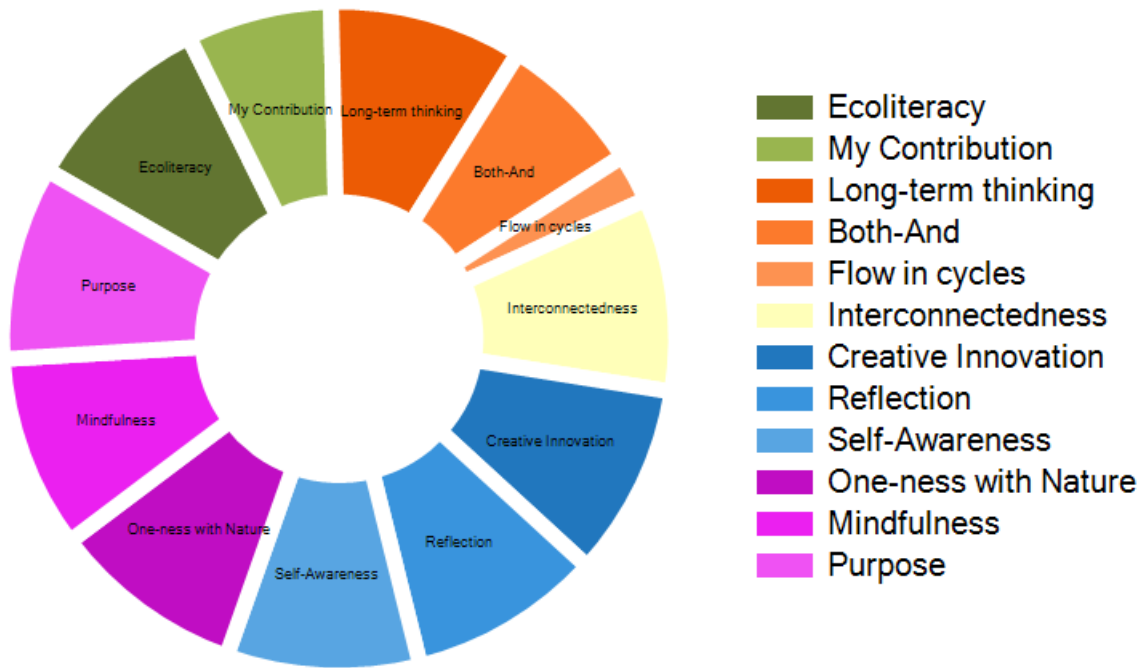 My Contribution
Long-term thinking
Ecoliteracy
Both-And
Flow in cycles
Purpose
Interconnectedness
Mindfulness
Creative Innovation
One-ness with Nature
Reflection
Self-Awareness
Ecoliteracy
My Contribution
Long-term thinking
Both-And
Flow in cycles
Interconnectedness
Creative Innovation
Reflection
Self-Awareness
One-ness with Nature
Mindfulness
Purpose